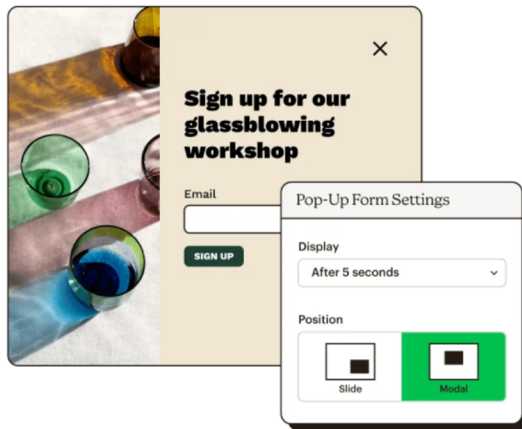 Sign up for our
glassblowing
workshop
Email
SIGN UP
Pop-Up Form Settings
Display
After 5 seconds
Position
Slide
Modal